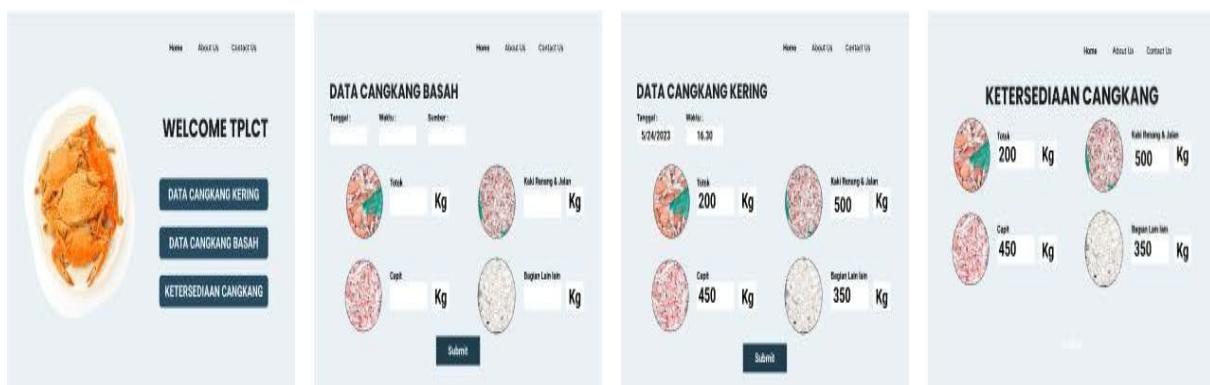 Home About Us Contact Us
WELCOME TPLCT
DATA CANGKANG KERING
DATA CANGKANG BASAH
KETERSEDIAAN CANGKANG
Home About Us Contact Us
DATA CANGKANG BASAH
Tanggal : Waktu : Sumber :
Totok Kg
Kaki Renang & Jalan Kg
Capit Kg
Bagian Lain lain Kg
Submit
Home About Us Contact Us
DATA CANGKANG KERING
Tanggal : Waktu :
5/24/2023 16.30
Totok
200 Kg
Kaki Renang & Jalan
500 Kg
Capit
450 Kg
Bagian Lain lain
350 Kg
Submit
Home About Us Contact Us
KETERSEDIAAN CANGKANG
Totok
200 Kg
Kaki Renang & Jalan
500 Kg
Capit
450 Kg
Bagian Lain lain
350 Kg